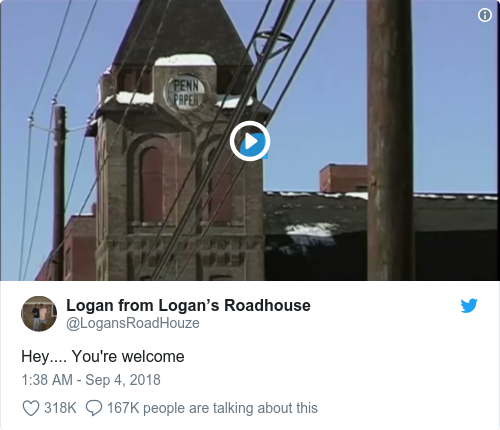 PENN
PAPER
Logan from Logan’s Roadhouse
@LogansRoadHouze
Hey.... You're welcome
1:38 AM - Sep 4, 2018
318K 167K people are talking about this